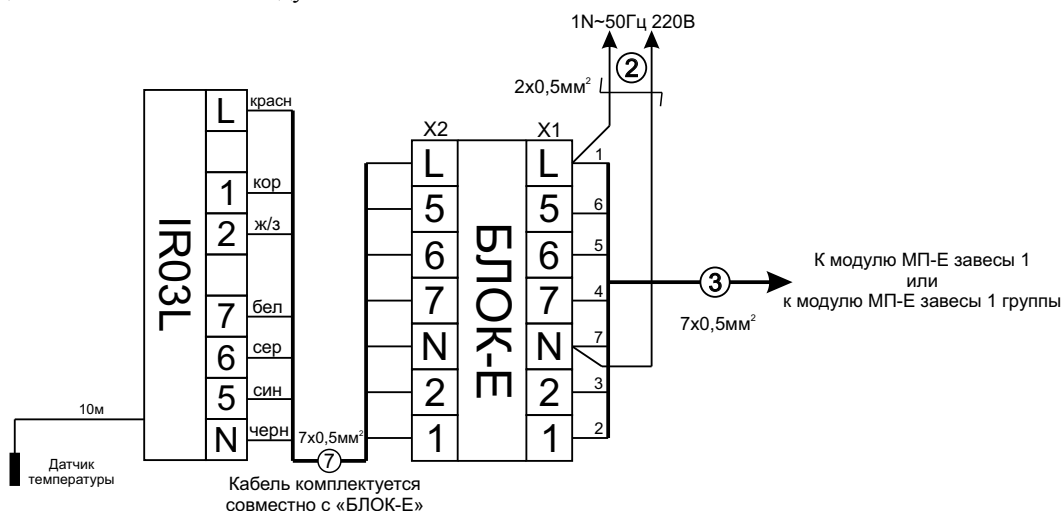 1N~50Гц 220В
2
2х0,5мм²
L
красн
1
кор
2
ж/з
7
бел
6
сер
5
син
N
черн
IR03L
10м
Датчик
температуры
7х0,5мм²
7
Кабель комплектуется
совместно с «БЛОК-Е»
X2
X1
L
5
6
7
N
2
1
БЛОК-Е
L
1
5
6
6
5
7
4
N
7
2
3
1
2
3
7х0,5мм²
К модулю МП-Е завесы 1
или
к модулю МП-Е завесы 1 группы